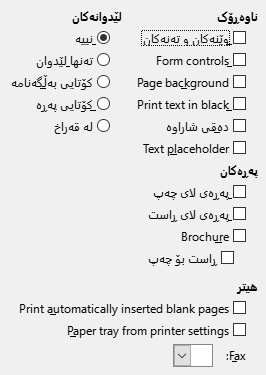 ناوەڕۆک
وێنەکان و تەنەکان
Form controls
Page background
Print text in black
دەقی شاراوە
Text placeholder
لێدوانەکان
نییە
تەنها لێدوان
کۆتایی بەڵگەنامە
کۆتایی پەڕە
لە قەراخ
پەڕەکان
پەڕەی لای چەپ
پەڕەی لای ڕاست
Brochure
ڕاست بۆ چەپ
هیتر
Print automatically inserted blank pages
Paper tray from printer settings
Fax: